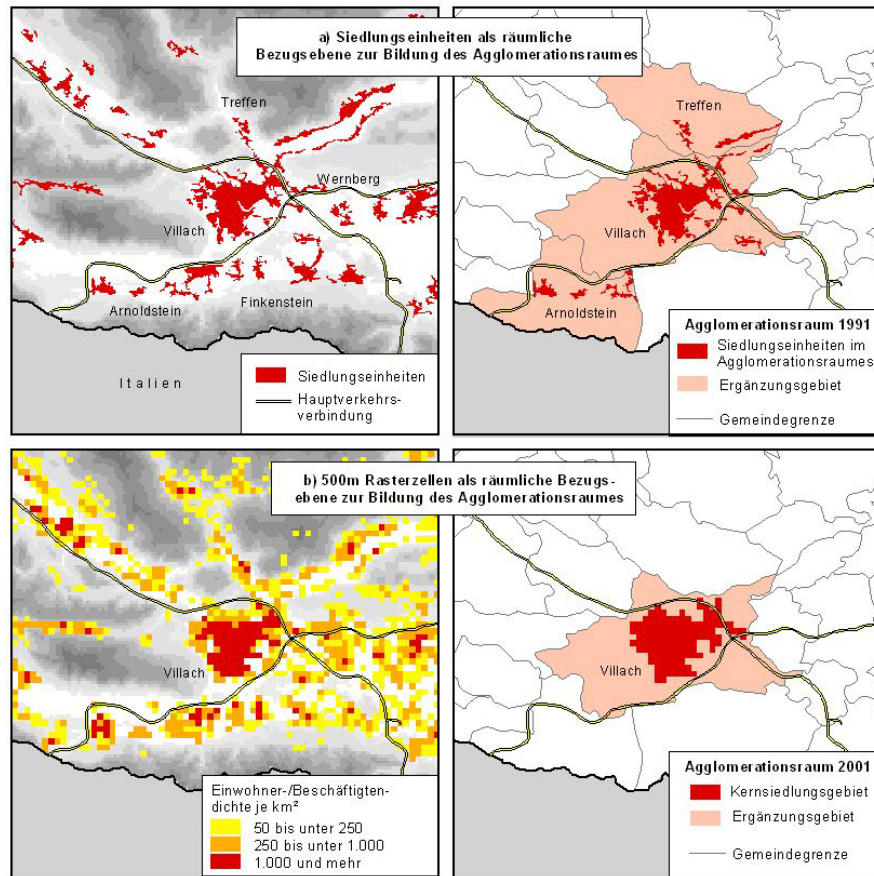 a) Siedlungseinheiten als räumliche
Bezugsebene zur Bildung des Agglomerationsraumes
Treffen
Wernberg
Villach
Arnoldstein
Finkenstein
Italien
Siedlungseinheiten
Hauptverkehrs-
verbindung
Treffen
Villach
Arnoldstein
Agglomerationsraum 1991
Siedlungseinheiten im
Agglomerationsraumes
Ergänzungsgebiet
Gemeindegrenze
b) 500m Rasterzellen als räumliche Bezugs-
ebene zur Bildung des Agglomerationsraumes
Villach
Einwohner-/Beschäftigten-
dichte je km²
50 bis unter 250
250 bis unter 1.000
1.000 und mehr
Villach
Agglomerationsraum 2001
Kernsiedlungsgebiet
Ergänzungsgebiet
Gemeindegrenze